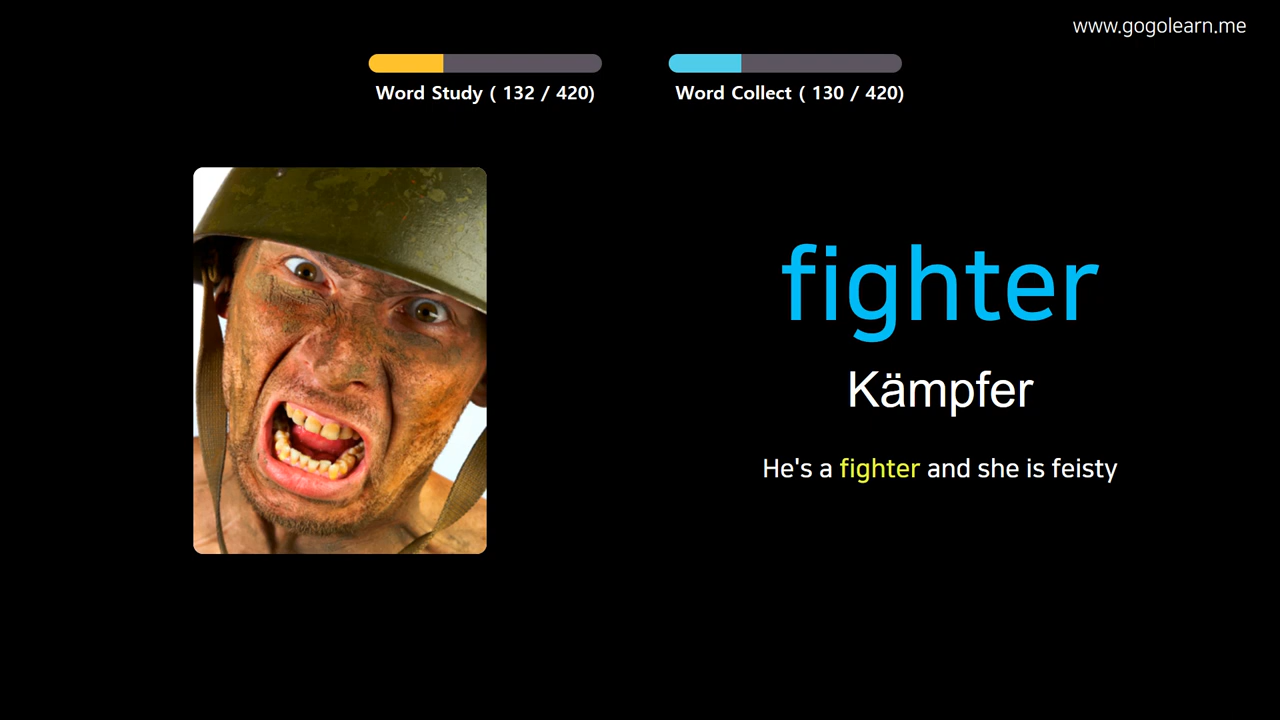 www.gogolearn.me
Word Study ( 132 / 420)
Word Collect ( 130 / 420)
fighter
Kämpfer
He's a fighter and she is feisty